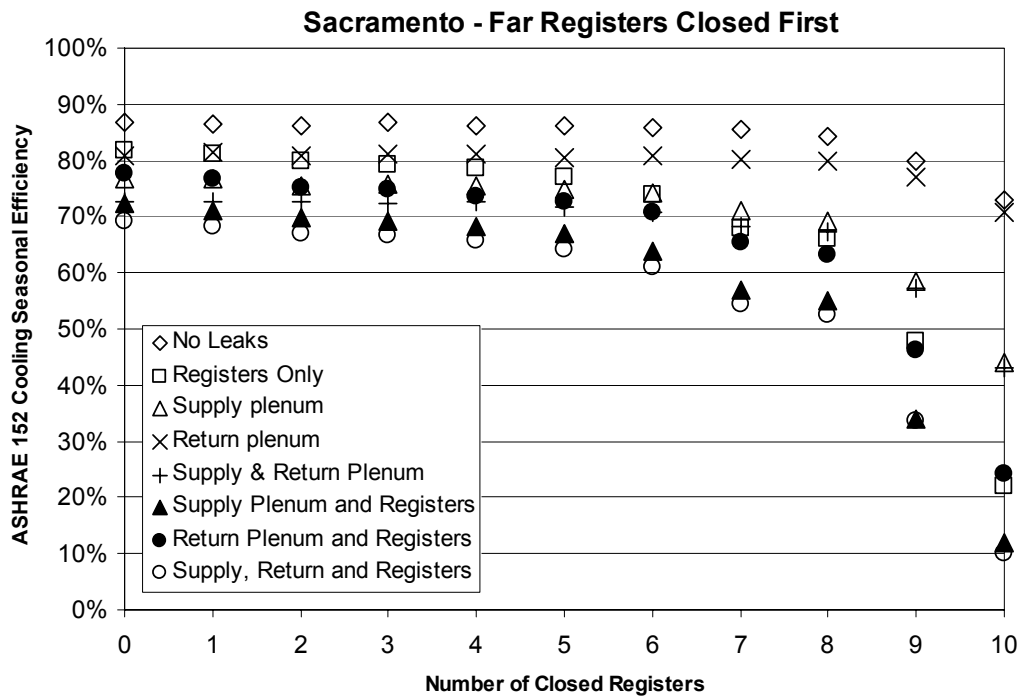 Sacramento - Far Registers Closed First
100%
90%
80%
70%
60%
50%
40%
30%
20%
10%
0%
ASHRAE 152 Cooling Seasonal Efficiency
No Leaks
Registers Only
Supply plenum
Return plenum
Supply & Return Plenum
Supply Plenum and Registers
Return Plenum and Registers
Supply, Return and Registers
0 1 2 3 4 5 6 7 8 9 10
Number of Closed Registers